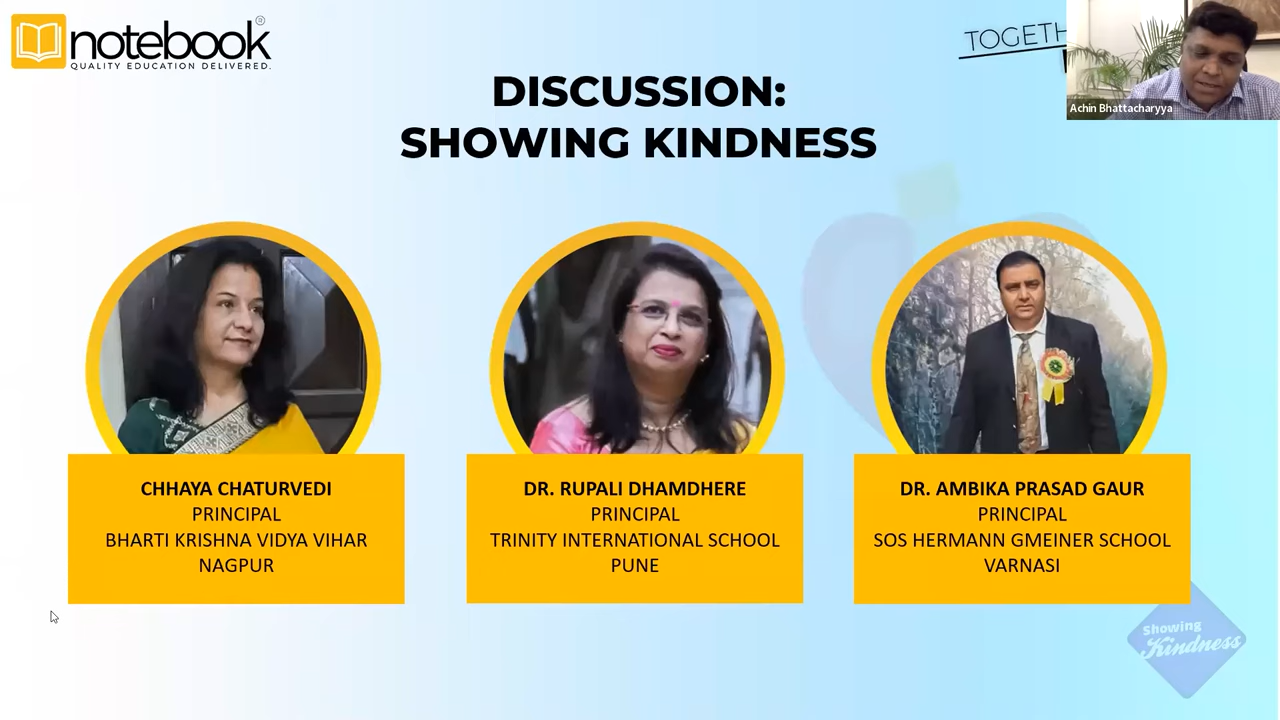 notebook®
QUALITY EDUCATION DELIVERED.
TOGETH
Achin Bhattacharyya
DISCUSSION:
SHOWING KINDNESS
CHHAYA CHATURVEDI
PRINCIPAL
BHARTI KRISHNA VIDYA VIHAR
NAGPUR
DR. RUPALI DHAMDHERE
PRINCIPAL
TRINITY INTERNATIONAL SCHOOL
PUNE
DR. AMBIKA PRASAD GAUR
PRINCIPAL
SOS HERMANN GMEINER SCHOOL
VARNASI
Showing
Kindness